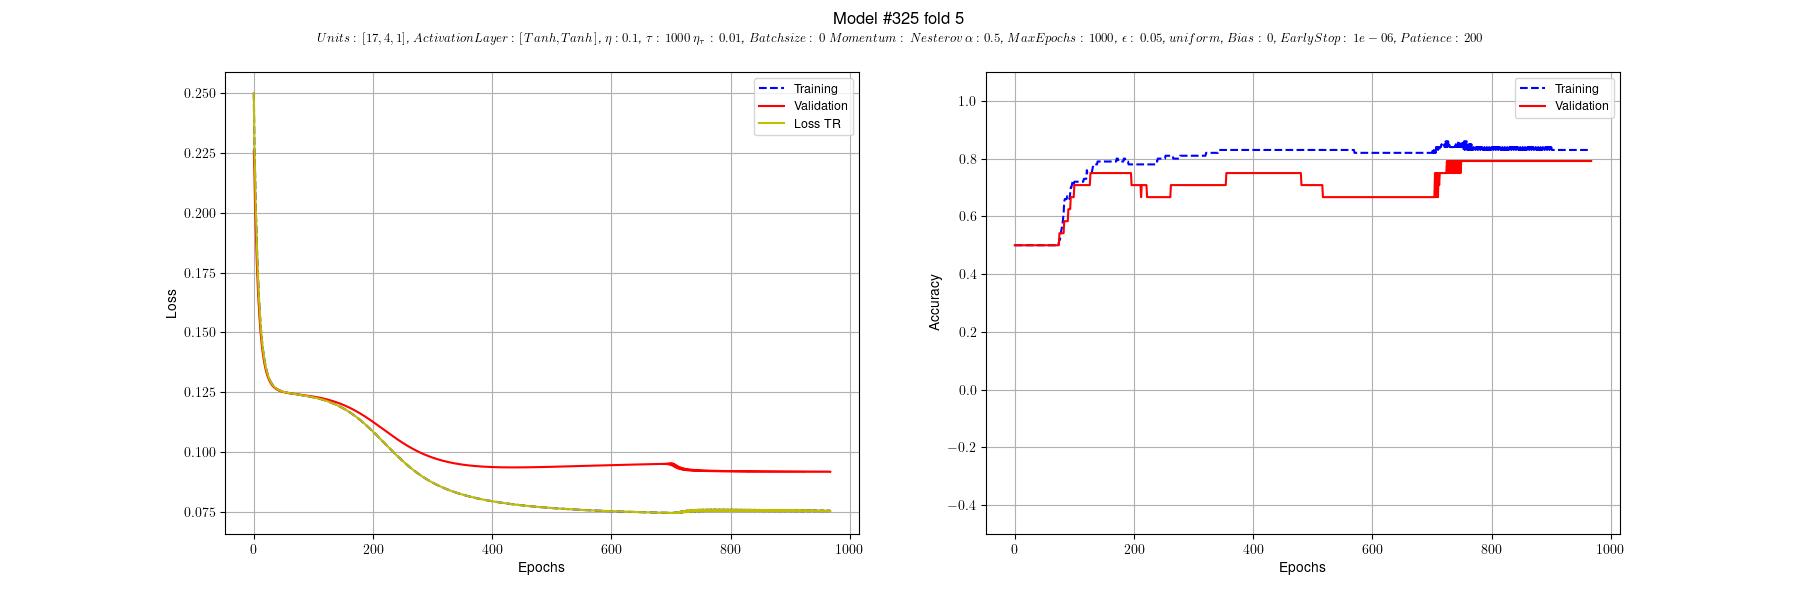 Model #325 fold 5
Units : [17, 4, 1], ActivationLayer : [Tanh, Tanh], η : 0.1, τ : 1000 ητ : 0.01, Batchsize : 0 Momentum : Nesterov α : 0.5, MaxEpochs : 1000, ϵ : 0.05, uniform, Bias : 0, EarlyStop : 1e − 06, Patience : 200
Training
Validation
Loss TR
0.250
0.225
0.200
0.175
0.150
0.125
0.100
0.075
Loss
0 200 400 600 800 1000
Epochs
Training
Validation
1.0
0.8
0.6
0.4
0.2
0.0
−0.2
−0.4
Accuracy
0 200 400 600 800 1000
Epochs